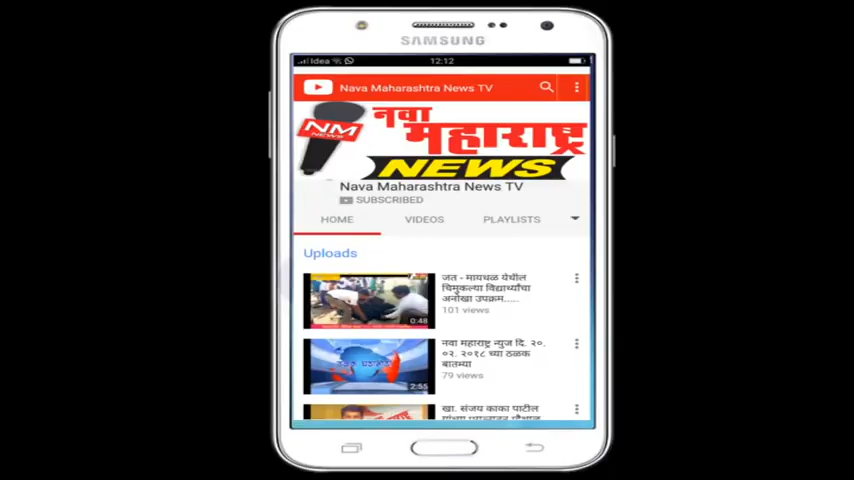 SAMSUNG
Idea 12:12
Nava Maharashtra News TV
NM
NEWS
नवा
महाराष्ट्र
NEWS
Nava Maharashtra News TV
SUBSCRIBED
HOME VIDEOS PLAYLISTS
Uploads
जत - मायथळ येथील
चिमुकल्या विद्यार्थ्यांचा
अनोखा उपक्रम.....
101 views
0:48
नवा महाराष्ट्र न्युज दि. २०.
०२. २०१८ च्या ठळक
बातम्या
79 views
2:55
खा. संजय काका पाटील